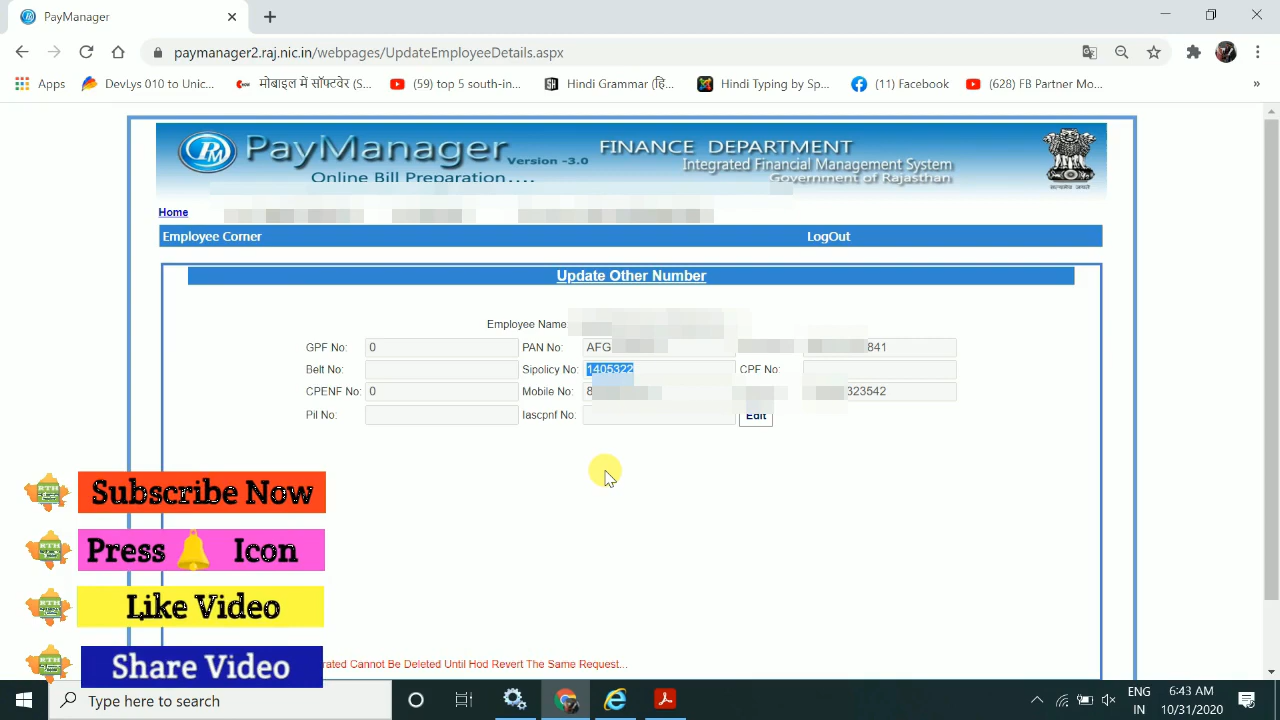 PayManager
paymanager2.raj.nic.in/webpages/UpdateEmployeeDetails.aspx
Apps
DevLys 010 to Unic...
मोबाइल में सॉफ्टवेर (S...
(59) top 5 south-in...
Hindi Grammar (हि...
Hindi Typing by Sp...
(11) Facebook
(628) FB Partner Mo...
»
PM
PayManager Version -3.0
Online Bill Preparation....
FINANCE DEPARTMENT
Integrated Financial Management System
Government of Rajasthan
सत्यमेव जयते
Home
Employee Corner LogOut
Update Other Number
Employee Name
GPF No: 0 PAN No: AFG 841
Belt No: Sipolicy No: 1405322 CPF No:
CPENF No: 0 Mobile No: 8 323542
Pil No: Iascpnf No: Edit
Subscribe Now
Press Icon
Like Video
Share Video
rated Cannot Be Deleted Until Hod Revert The Same Request...
Type here to search
ENG
IN
6:43 AM
10/31/2020